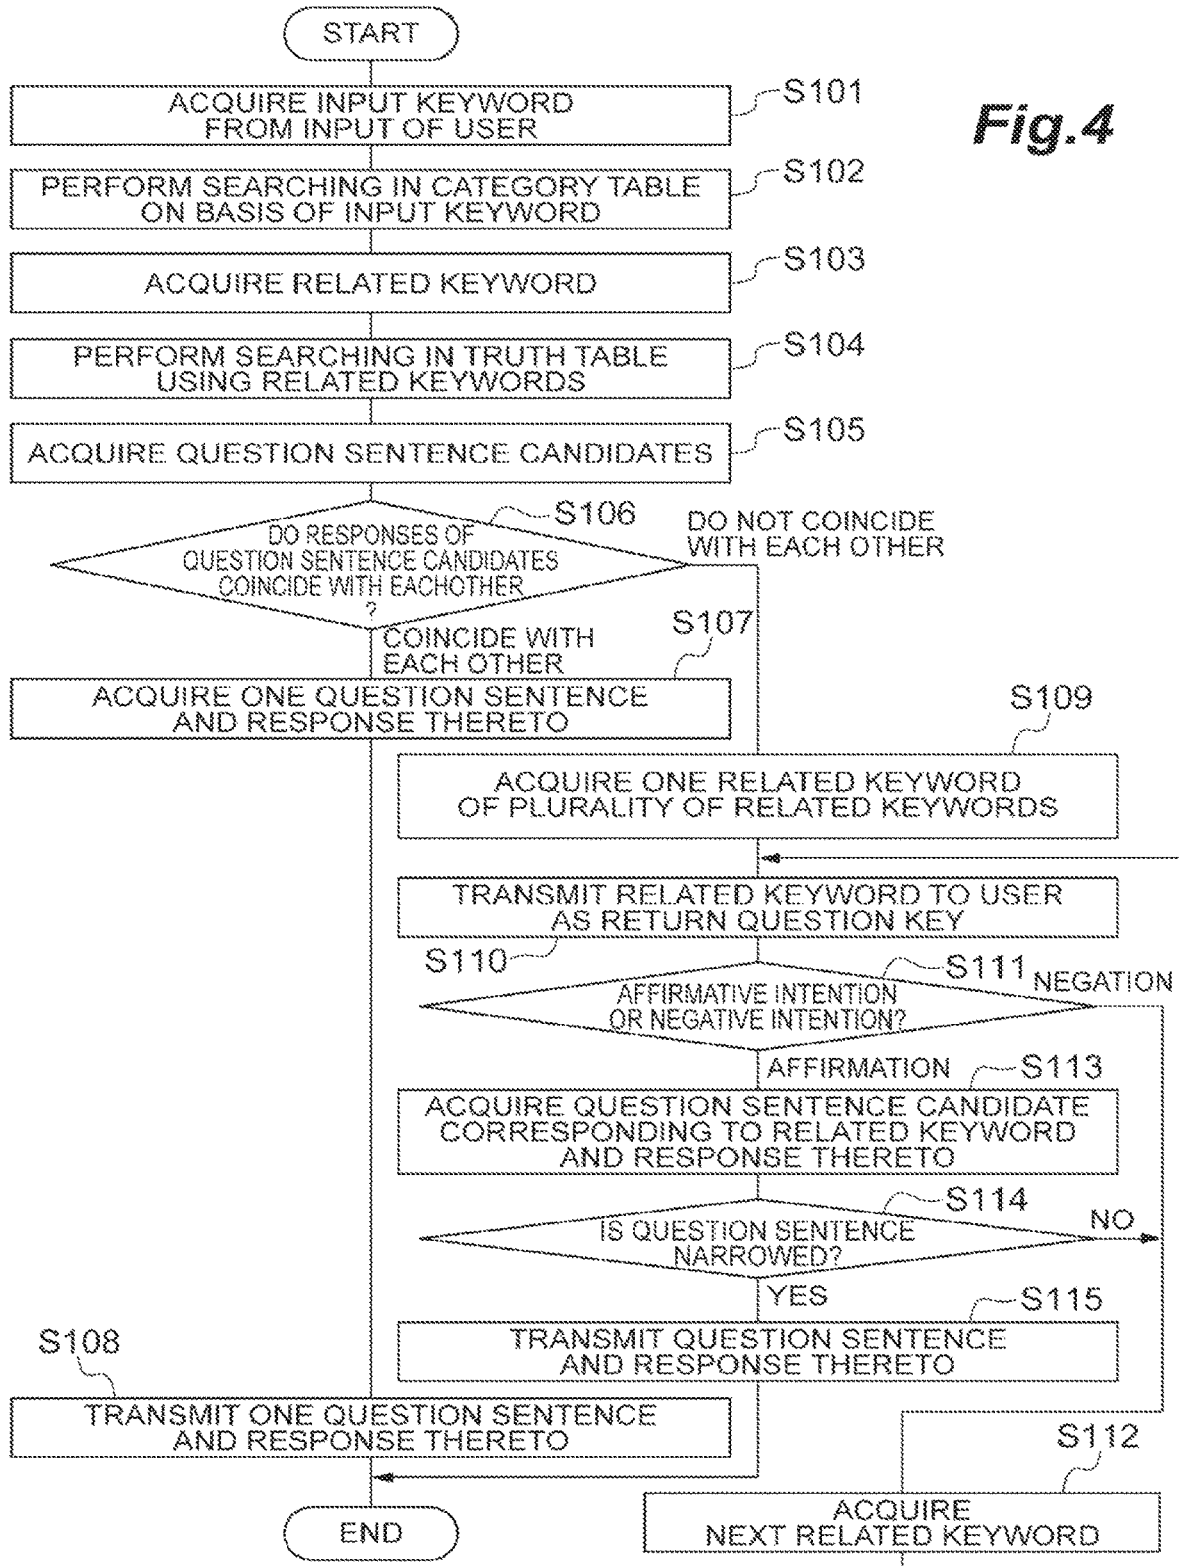 START
Fig.4
ACQUIRE INPUT KEYWORD
FROM INPUT OF USER
S101
PERFORM SEARCHING IN CATEGORY TABLE
ON BASIS OF INPUT KEYWORD
S102
ACQUIRE RELATED KEYWORD
S103
PERFORM SEARCHING IN TRUTH TABLE
USING RELATED KEYWORDS
S104
ACQUIRE QUESTION SENTENCE CANDIDATES
S105
DO RESPONSES OF
QUESTION SENTENCE CANDIDATES
COINCIDE WITH EACHOTHER
?
S106
DO NOT COINCIDE
WITH EACH OTHER
COINCIDE WITH
EACH OTHER
S107
ACQUIRE ONE QUESTION SENTENCE
AND RESPONSE THERETO
S109
ACQUIRE ONE RELATED KEYWORD
OF PLURALITY OF RELATED KEYWORDS
TRANSMIT RELATED KEYWORD TO USER
AS RETURN QUESTION KEY
S110
S111
AFFIRMATIVE INTENTION
OR NEGATIVE INTENTION?
NEGATION
AFFIRMATION
S113
ACQUIRE QUESTION SENTENCE CANDIDATE
CORRESPONDING TO RELATED KEYWORD
AND RESPONSE THERETO
S114
IS QUESTION SENTENCE
NARROWED?
NO
YES
S115
TRANSMIT QUESTION SENTENCE
AND RESPONSE THERETO
S108
TRANSMIT ONE QUESTION SENTENCE
AND RESPONSE THERETO
S112
ACQUIRE
NEXT RELATED KEYWORD
END